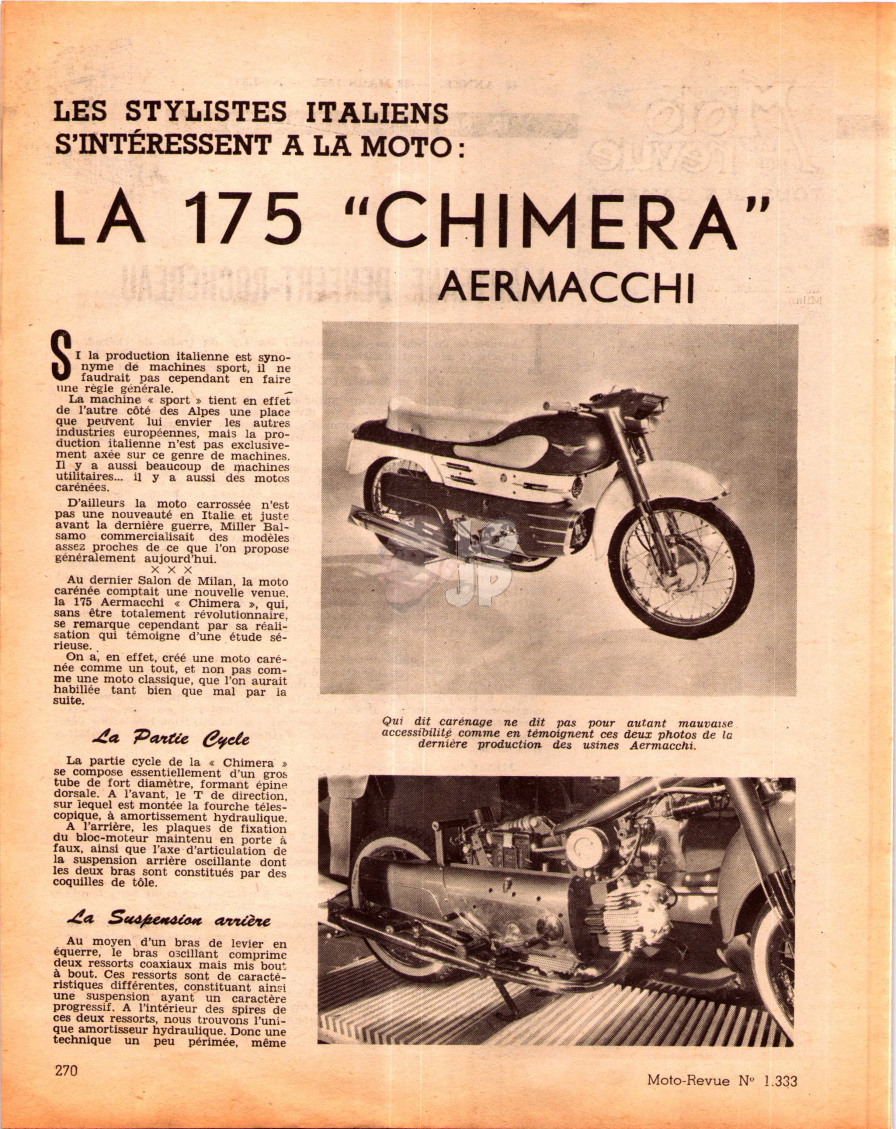 LES STYLISTES ITALIENS
S'INTÉRESSENT A LA MOTO :
LA 175 “CHIMERA”
AERMACCHI
SI la production italienne est syno-
nyme de machines sport, il ne
faudrait pas cependant en faire
une règle générale.
La machine « sport » tient en effet
de l'autre côté des Alpes une place
que peuvent lui envier les autres
industries européennes, mais la pro-
duction italienne n'est pas exclusive-
ment axée sur ce genre de machines.
Il y a aussi beaucoup de machines
utilitaires... il y a aussi des motos
carénées.
D'ailleurs la moto carrossée n'est
pas une nouveauté en Italie et juste
avant la dernière guerre, Miller Bal-
samo commercialisait des modèles
assez proches de ce que l'on propose
généralement aujourd'hui.
× × ×
Au dernier Salon de Milan, la moto
carénée comptait une nouvelle venue,
la 175 Aermacchi « Chimera », qui,
sans être totalement révolutionnaire,
se remarque cependant par sa réali-
sation qui témoigne d'une étude sé-
rieuse.
On a, en effet, créé une moto caré-
née comme un tout, et non pas com-
me une moto classique, que l'on aurait
habillée tant bien que mal par la
suite.
La Partie Cycle
La partie cycle de la « Chimera »
se compose essentiellement d'un gros
tube de fort diamètre, formant épine
dorsale. A l'avant, le T de direction,
sur lequel est montée la fourche téles-
copique, à amortissement hydraulique.
A l'arrière, les plaques de fixation
du bloc-moteur maintenu en porte à
faux, ainsi que l'axe d'articulation de
la suspension arrière oscillante dont
les deux bras sont constitués par des
coquilles de tôle.
La Suspension arrière
Au moyen d'un bras de levier en
équerre, le bras oscillant comprime
deux ressorts coaxiaux mais mis bout
à bout. Ces ressorts sont de caracté-
ristiques différentes, constituant ainsi
une suspension ayant un caractère
progressif. A l'intérieur des spires de
ces deux ressorts, nous trouvons l'uni-
que amortisseur hydraulique. Donc une
technique un peu périmée, même
Qui dit carénage ne dit pas pour autant mauvaise
accessibilité comme en témoignent ces deux photos de la
dernière production des usines Aermacchi.
270
Moto-Revue N° 1.333